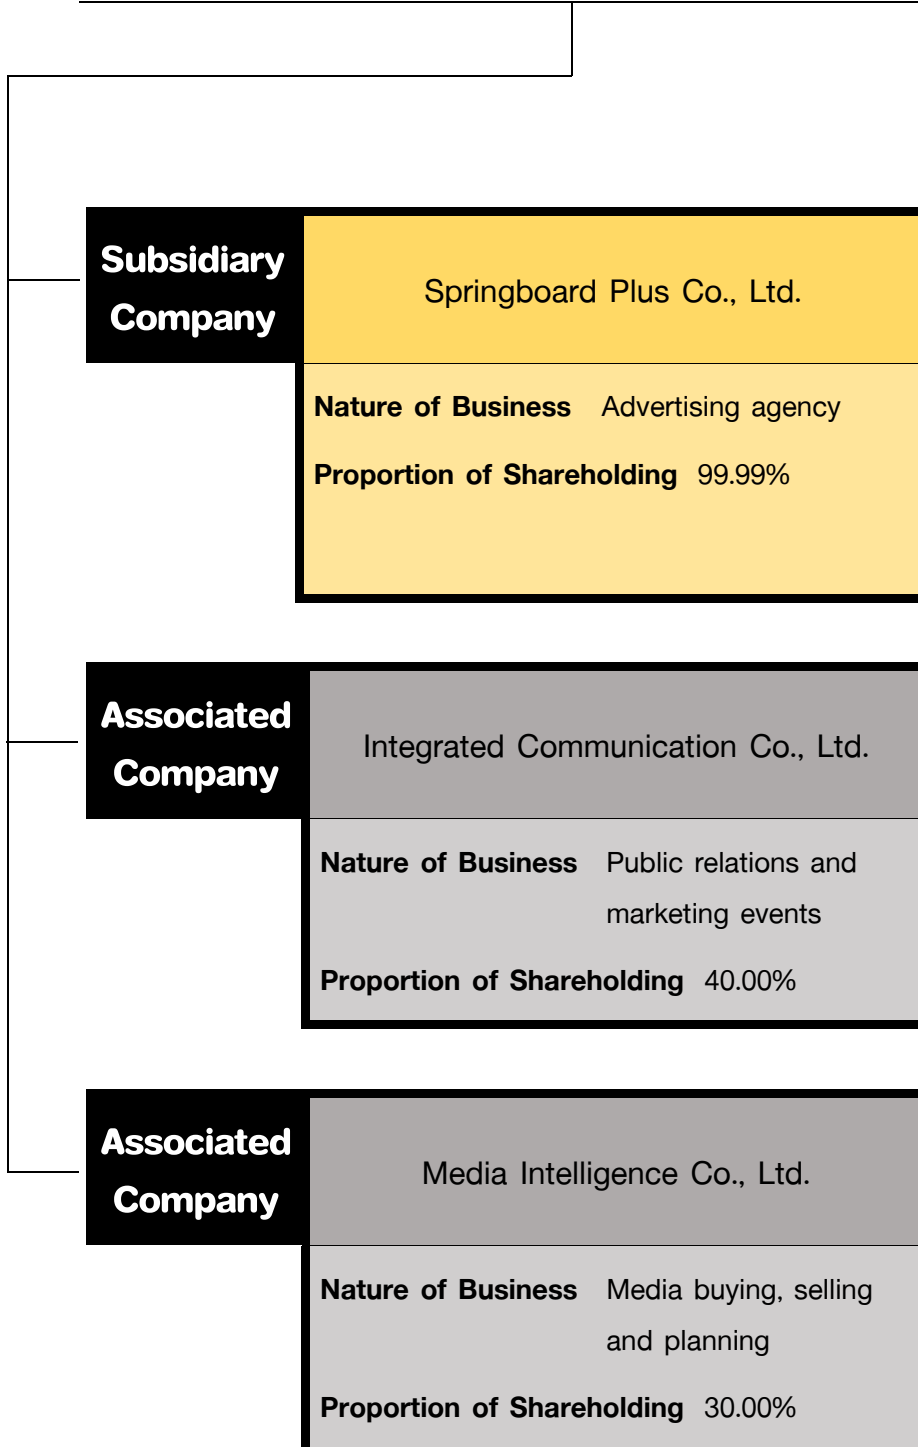 Subsidiary
Company
Springboard Plus Co., Ltd.
Nature of Business Advertising agency
Proportion of Shareholding 99.99%
Associated
Company
Integrated Communication Co., Ltd.
Nature of Business Public relations and
marketing events
Proportion of Shareholding 40.00%
Associated
Company
Media Intelligence Co., Ltd.
Nature of Business Media buying, selling
and planning
Proportion of Shareholding 30.00%